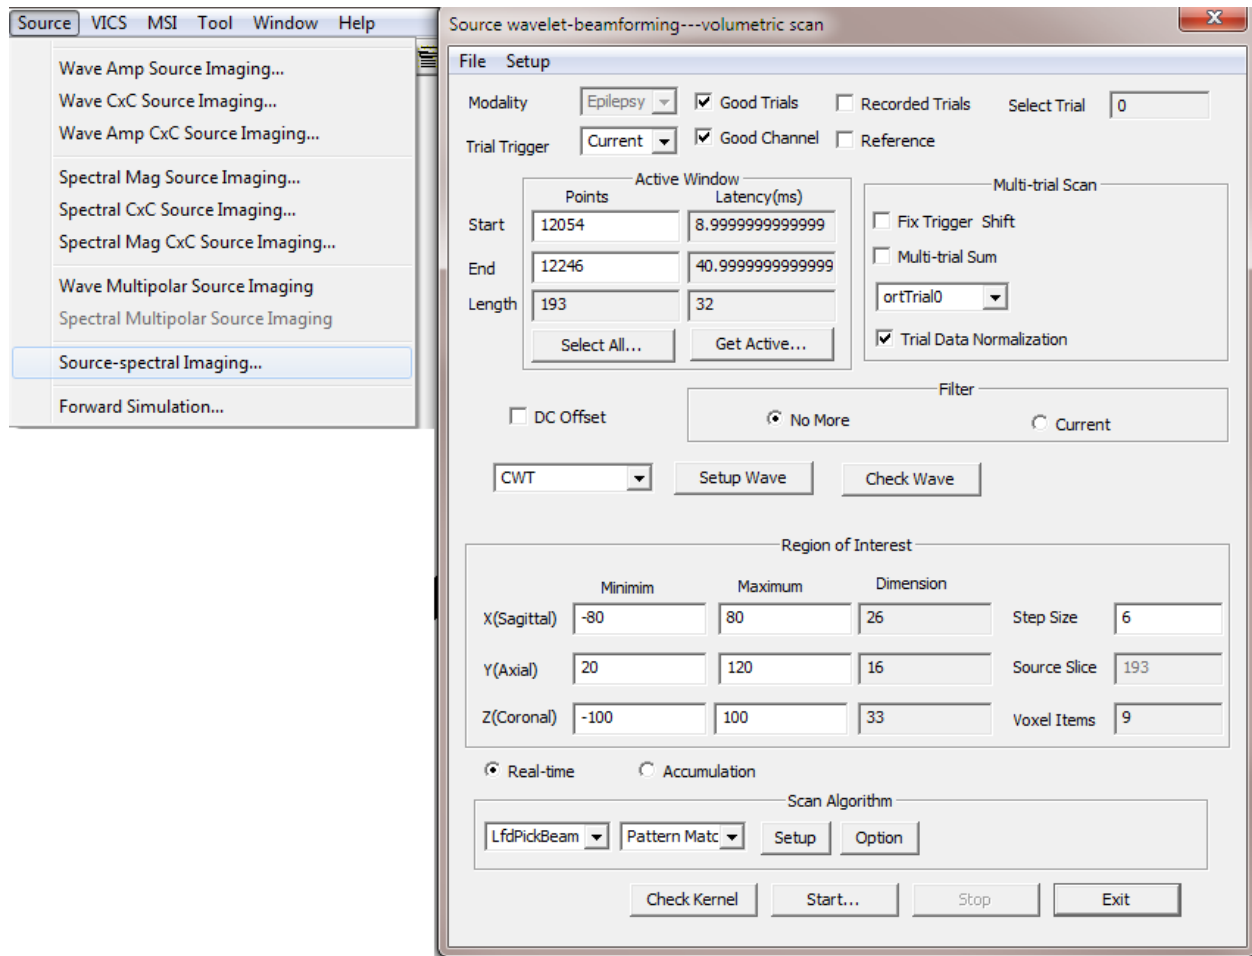 Source VICS MSI Tool Window Help
Wave Amp Source Imaging...
Wave CxC Source Imaging...
Wave Amp CxC Source Imaging...
Spectral Mag Source Imaging...
Spectral CxC Source Imaging...
Spectral Mag CxC Source Imaging...
Wave Multipolar Source Imaging
Spectral Multipolar Source Imaging
Source-spectral Imaging...
Forward Simulation...
Source wavelet-beamforming---volumetric scan
File Setup
Modality Epilepsy Good Trials Recorded Trials Select Trial 0
Trial Trigger Current Good Channel Reference
Active Window
Points Latency(ms)
Start 12054 8.9999999999999
End 12246 40.9999999999999
Length 193 32
Select All... Get Active...
Multi-trial Scan
Fix Trigger Shift
Multi-trial Sum
ortTrial0
Trial Data Normalization
DC Offset
Filter
No More Current
CWT Setup Wave Check Wave
Region of Interest
Minimim Maximum Dimension
X(Sagittal) -80 80 26 Step Size 6
Y(Axial) 20 120 16 Source Slice 193
Z(Coronal) -100 100 33 Voxel Items 9
Real-time Accumulation
Scan Algorithm
LfdPickBeam Pattern Matc Setup Option
Check Kernel Start... Stop Exit